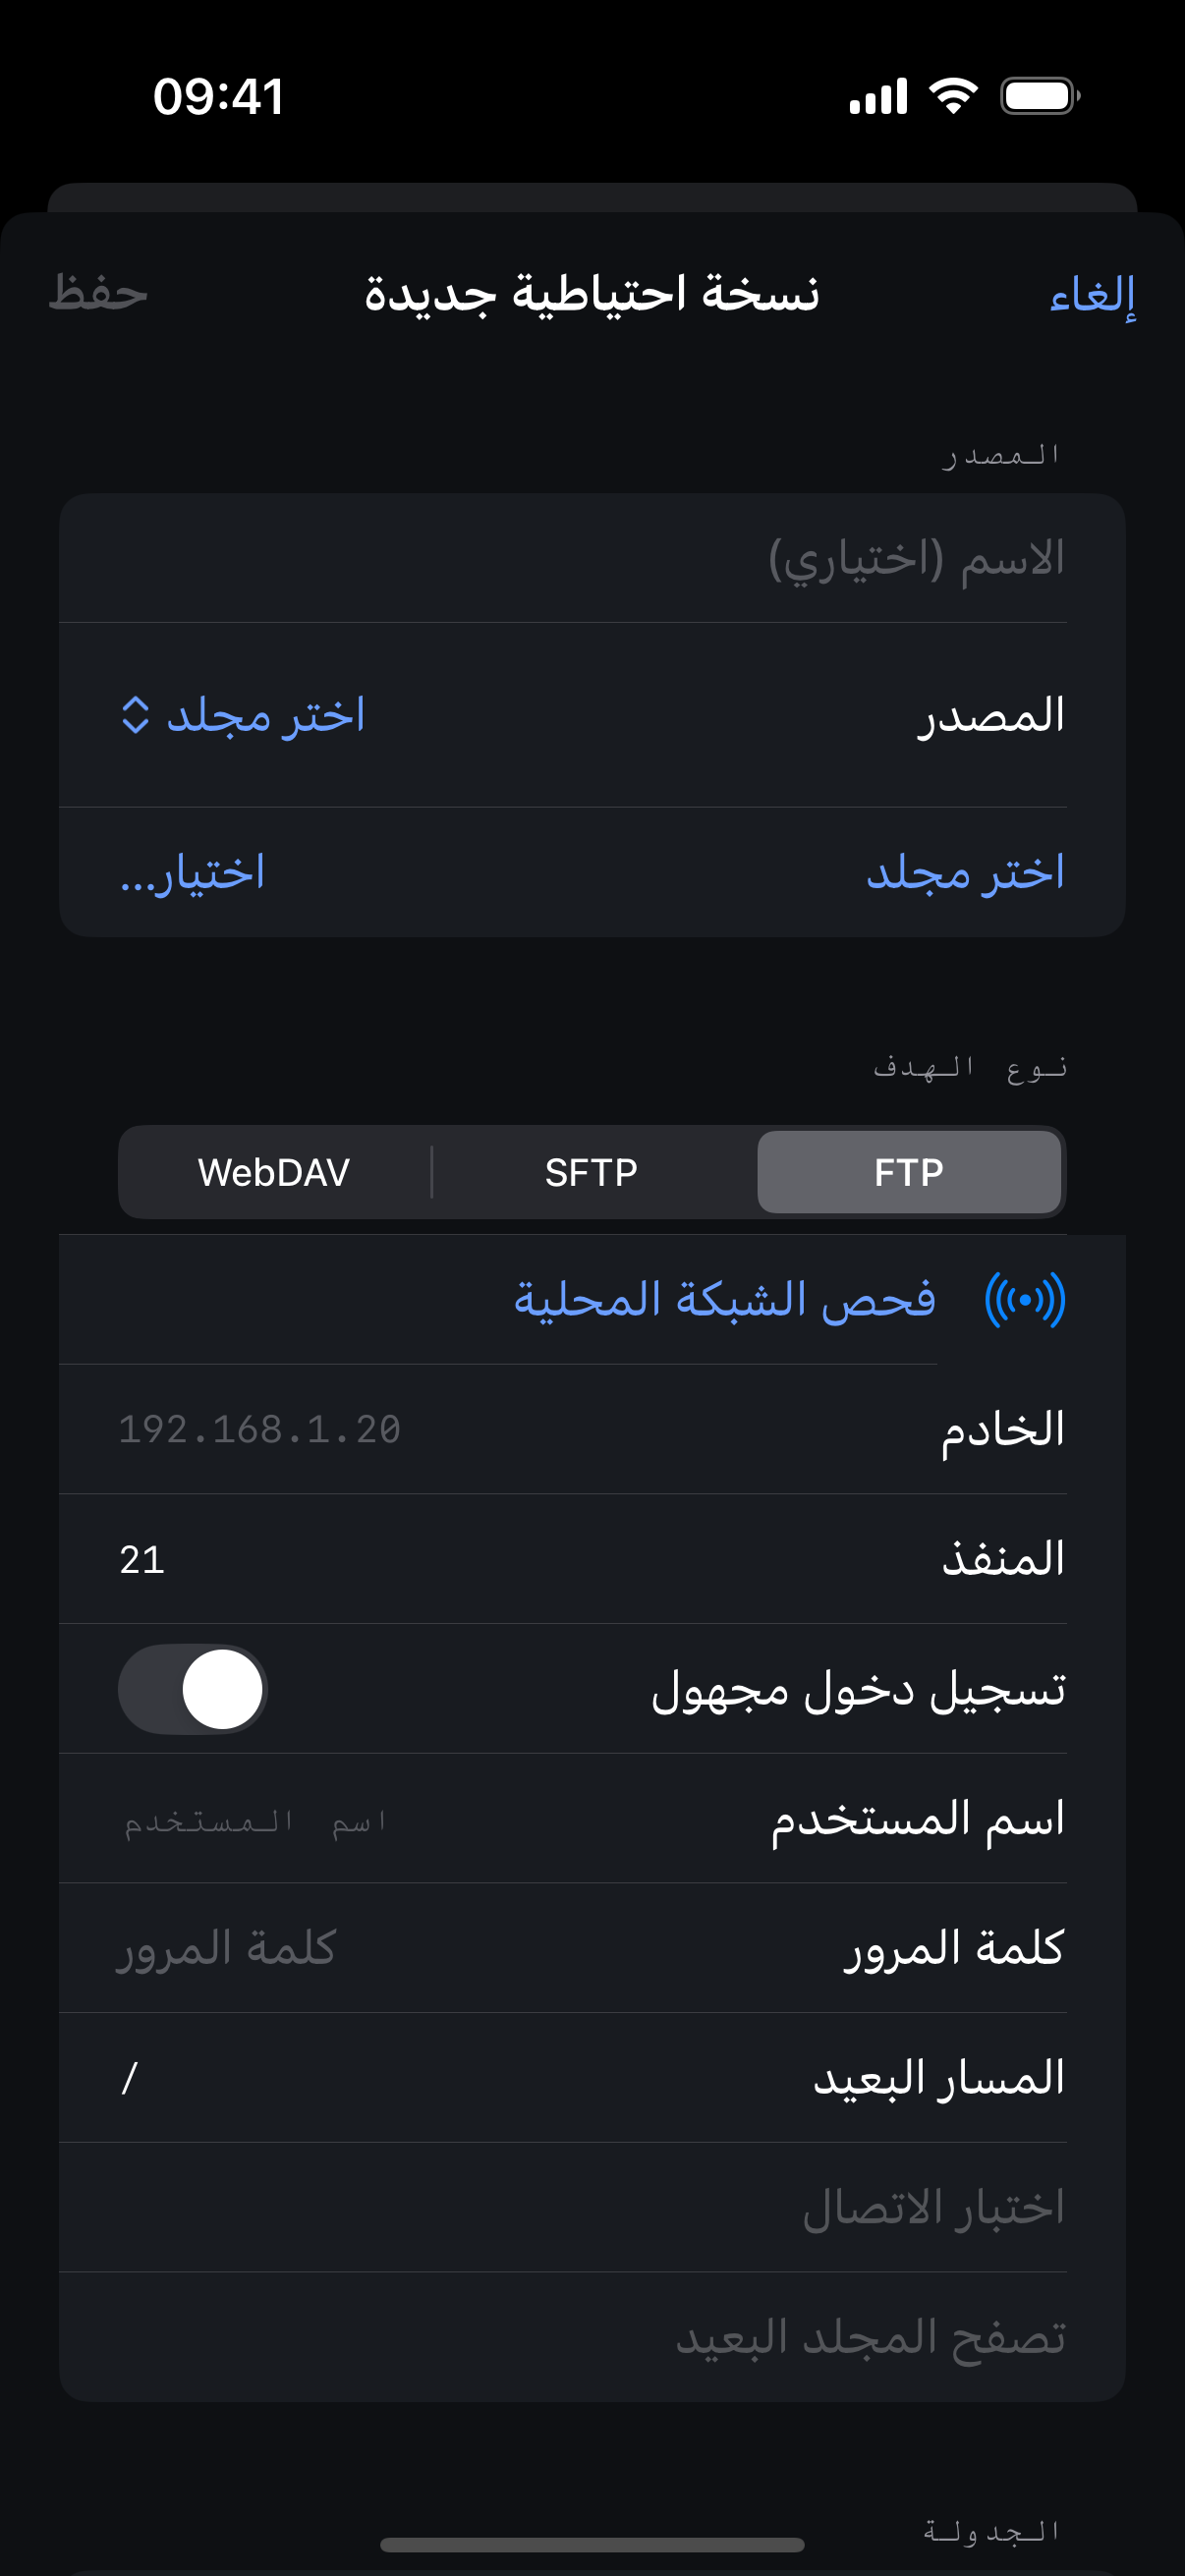 09:41
إلغاء
نسخة احتياطية جديدة
حفظ
المصدر
الاسم (اختياري)
المصدر
اختر مجلد
اختر مجلد
اختيار...
نوع الهدف
FTP
SFTP
WebDAV
فحص الشبكة المحلية
الخادم
192.168.1.20
المنفذ
21
تسجيل دخول مجهول
اسم المستخدم
اسم المستخدم
كلمة المرور
كلمة المرور
المسار البعيد
/
اختبار الاتصال
تصفح المجلد البعيد
الجدولة